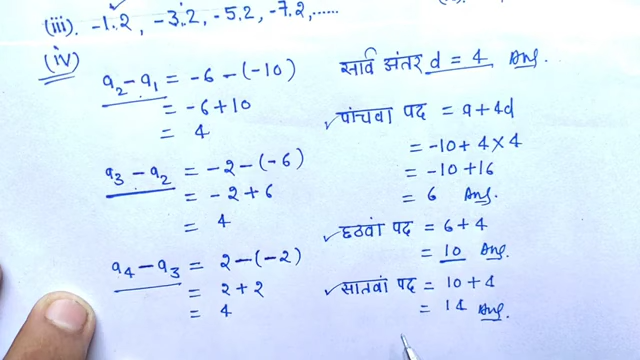 (iii). -1.2, -3.2, -5.2, -7.2,......
(iv)
a₂-a₁ = -6-(-10)
= -6+10
= 4
a₃-a₂ = -2-(-6)
= -2+6
= 4
a₄-a₃ = 2-(-2)
= 2+2
= 4
सार्व अंतर d = 4 Ans.
पांचवा पद = a+4d
= -10+4×4
= -10+16
= 6 Ans.
छठवां पद = 6+4
= 10 Ans.
सातवां पद = 10+4
= 14 Ans.